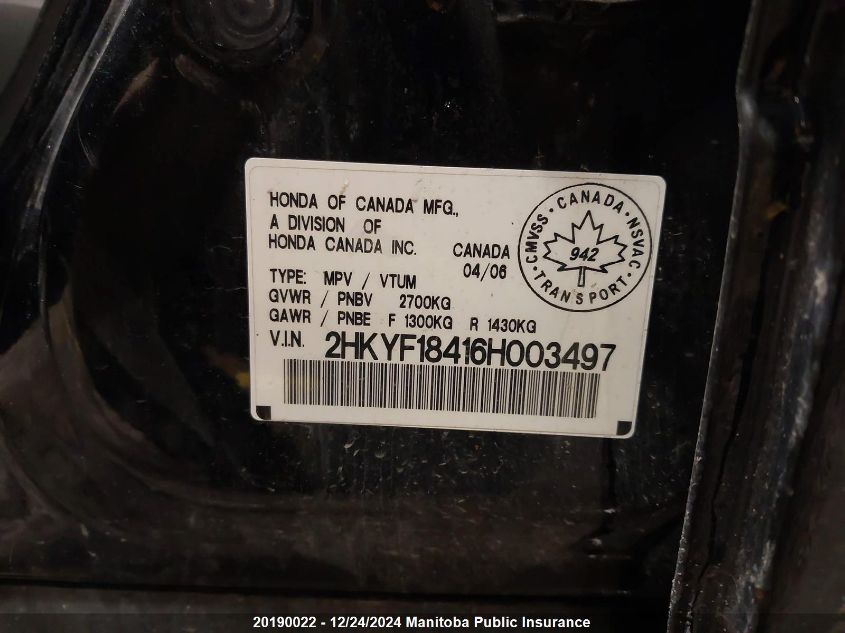 HONDA OF CANADA MFG.,
A DIVISION OF
HONDA CANADA INC. CANADA
04/06
TYPE: MPV / VTUM
GVWR / PNBV 2700KG
GAWR / PNBE F 1300KG R 1430KG
V.I.N. 2HKYF18416H003497
CMVSS · CANADA · NSVAC
942
· TRANSPORT ·
20190022 - 12/24/2024 Manitoba Public Insurance